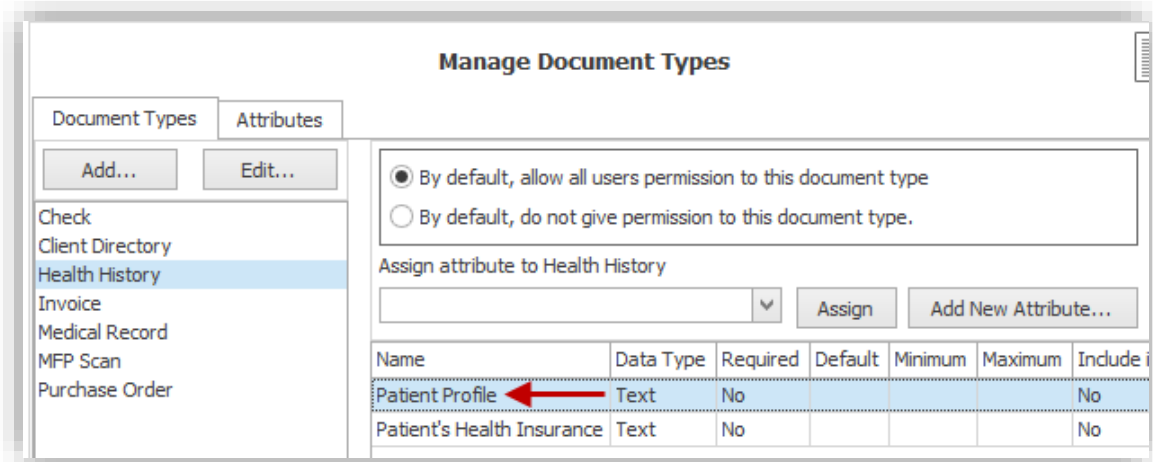 Manage Document Types
Document Types Attributes
Add... Edit...
Check
Client Directory
Health History
Invoice
Medical Record
MFP Scan
Purchase Order
By default, allow all users permission to this document type
By default, do not give permission to this document type.
Assign attribute to Health History
Assign Add New Attribute...
Name Data Type Required Default Minimum Maximum Include i
Patient Profile Text No No
Patient's Health Insurance Text No No